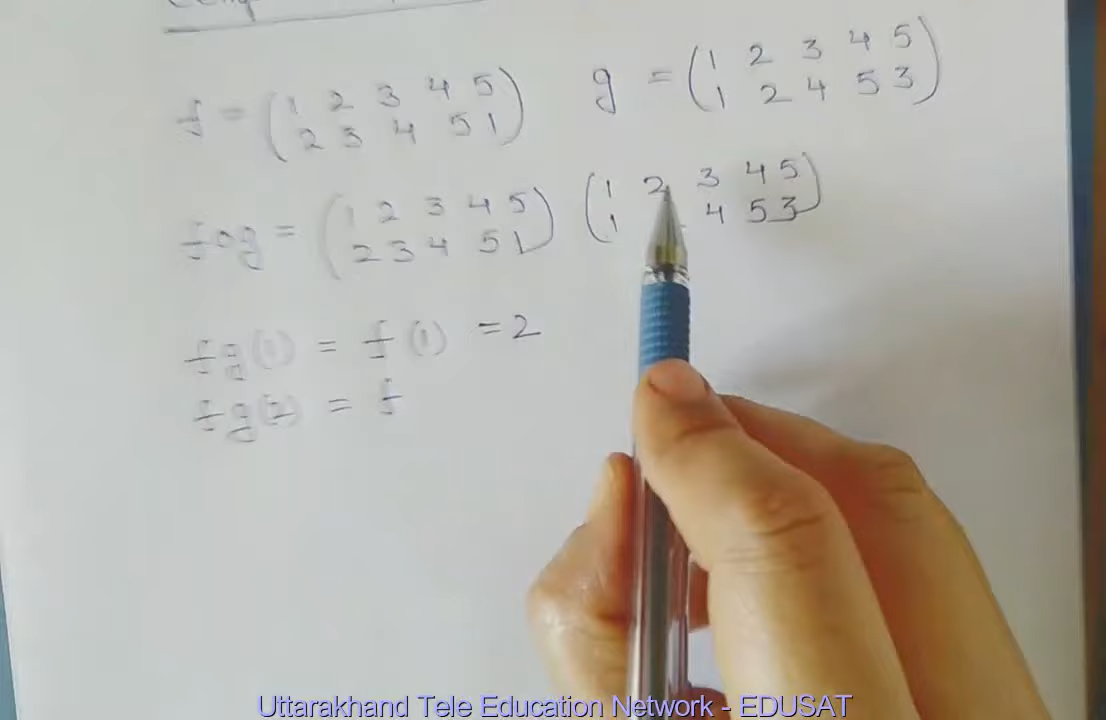 f = ( 1 2 3 4 5 ) g = ( 1 2 3 4 5 )
2 3 4 5 1 1 2 4 5 3
fog = ( 1 2 3 4 5 ) ( 1 2 3 4 5 )
2 3 4 5 1 1 4 5 3
fg(1) = f(1) = 2
fg(2) = f
Uttarakhand Tele Education Network - EDUSAT